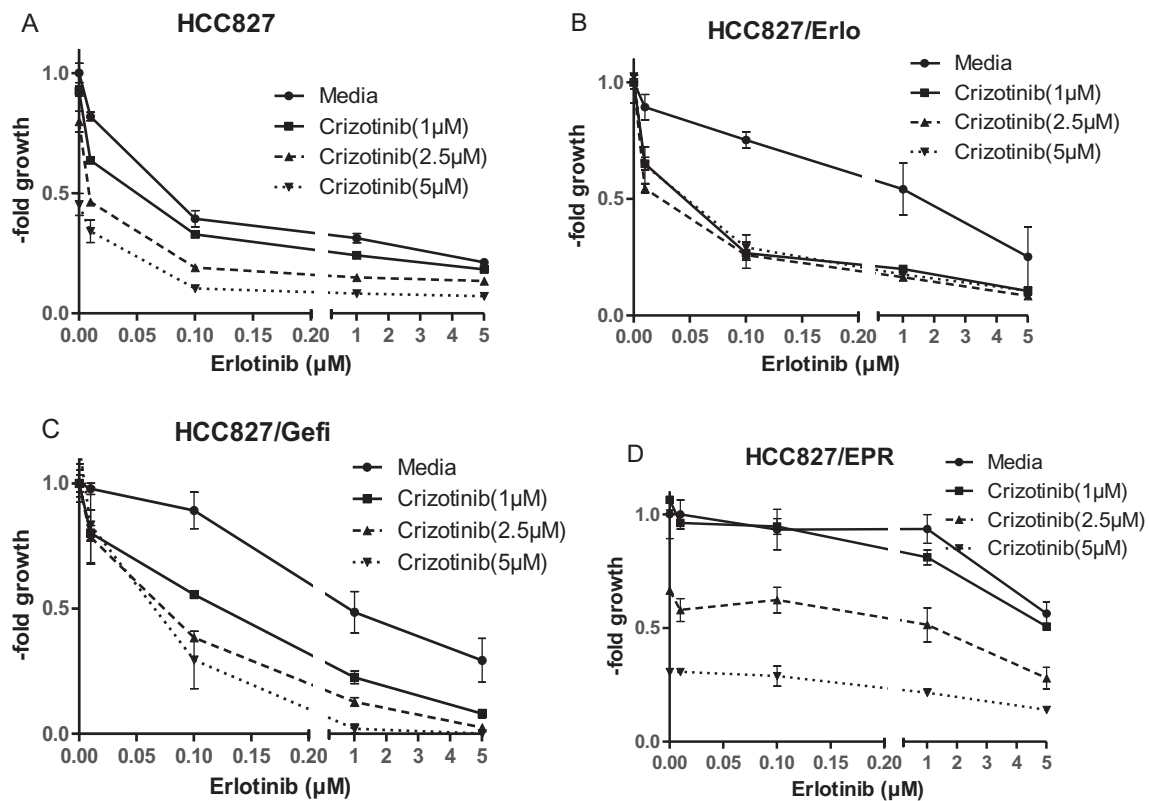 A
HCC827
1.0
0.5
0.0
-fold growth
Media
Crizotinib(1µM)
Crizotinib(2.5µM)
Crizotinib(5µM)
0.00 0.05 0.10 0.15 0.20 1 2 3 4 5
Erlotinib (µM)
B
HCC827/Erlo
1.0
0.5
0.0
-fold growth
Media
Crizotinib(1µM)
Crizotinib(2.5µM)
Crizotinib(5µM)
0.00 0.05 0.10 0.15 0.20 1 2 3 4 5
Erlotinib (µM)
C
HCC827/Gefi
1.0
0.5
0.0
-fold growth
Media
Crizotinib(1µM)
Crizotinib(2.5µM)
Crizotinib(5µM)
0.00 0.05 0.10 0.15 0.20 1 2 3 4 5
Erlotinib (µM)
D
HCC827/EPR
1.0
0.5
0.0
-fold growth
Media
Crizotinib(1µM)
Crizotinib(2.5µM)
Crizotinib(5µM)
0.00 0.05 0.10 0.15 0.20 1 2 3 4 5
Erlotinib (µM)